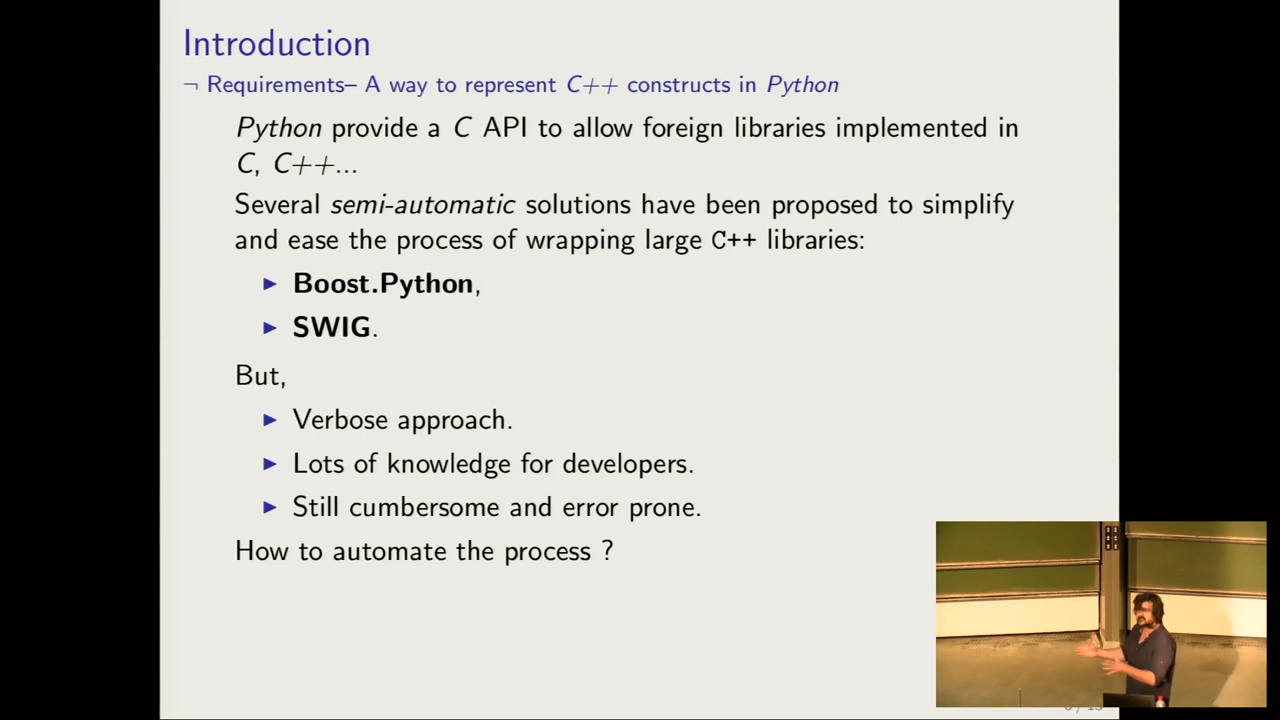 Introduction
¬ Requirements– A way to represent C++ constructs in Python
Python provide a C API to allow foreign libraries implemented in
C, C++...
Several semi-automatic solutions have been proposed to simplify
and ease the process of wrapping large C++ libraries:
▶ Boost.Python,
▶ SWIG.
But,
▶ Verbose approach.
▶ Lots of knowledge for developers.
▶ Still cumbersome and error prone.
How to automate the process ?